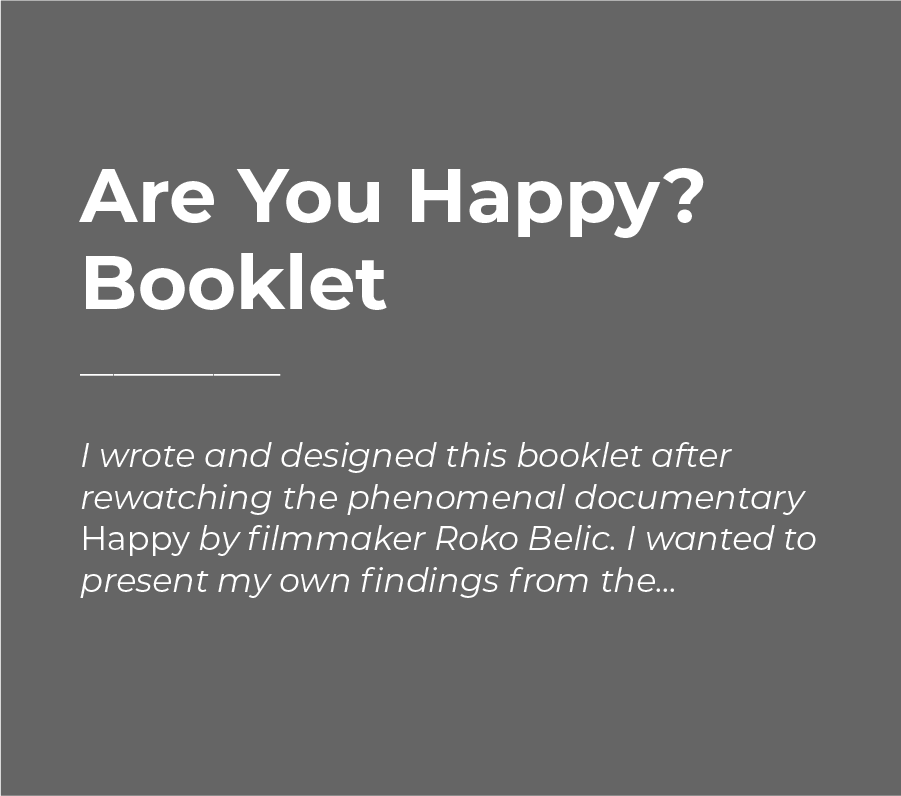 Are You Happy?
Booklet
I wrote and designed this booklet after
rewatching the phenomenal documentary
Happy by filmmaker Roko Belic. I wanted to
present my own findings from the...